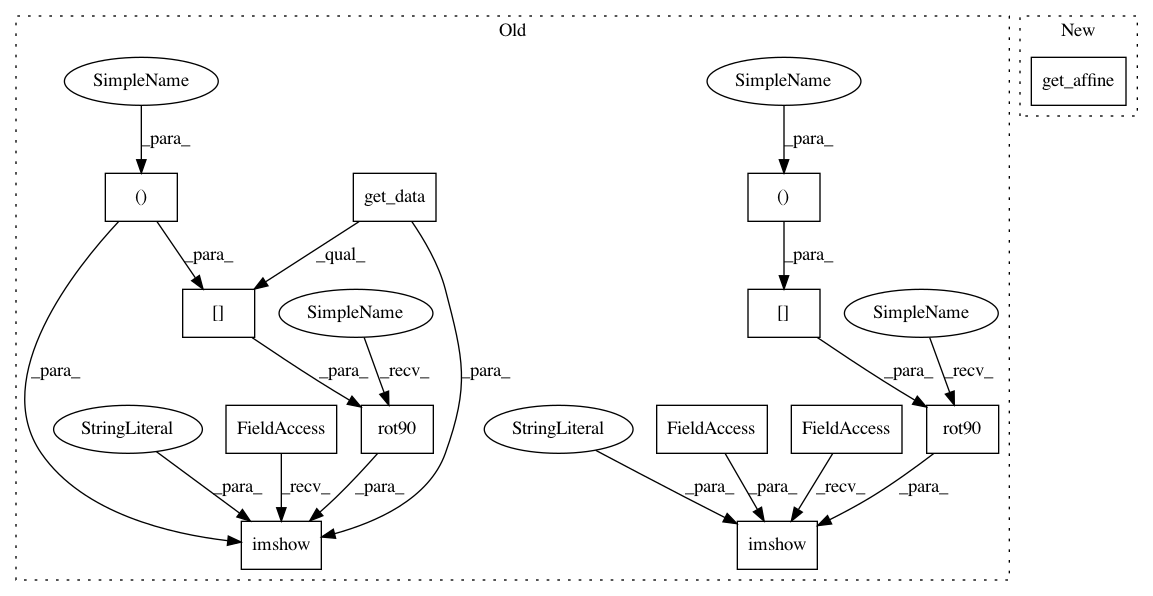 Old
New
SimpleName
SimpleName
get_affine
_para_
_para_
()
get_data
()
_para_
_qual_
_para_
[]
SimpleName
[]
SimpleName
_para_
_para_
_recv_
_para_
_para_
_recv_
StringLiteral
FieldAccess
rot90
StringLiteral
FieldAccess
FieldAccess
rot90
_para_
_recv_
_para_
_para_
_para_
_recv_
_para_
imshow
imshow